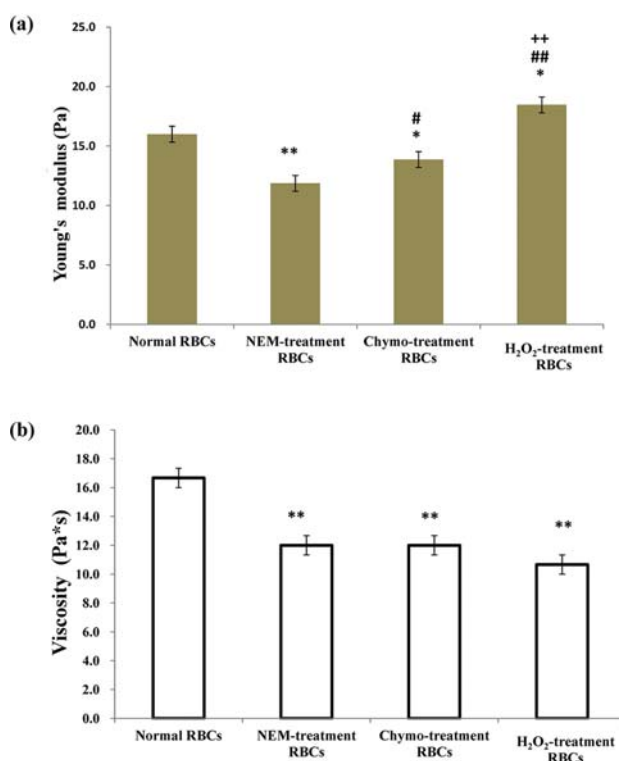 (a)
Young's modulus (Pa)
25.0
20.0
15.0
10.0
5.0
0.0
**
#
*
++
##
*
Normal RBCs
NEM-treatment
RBCs
Chymo-treatment
RBCs
H₂O₂-treatment
RBCs
(b)
Viscosity (Pa*s)
20.0
18.0
16.0
14.0
12.0
10.0
8.0
6.0
4.0
2.0
0.0
**
**
**
Normal RBCs
NEM-treatment
RBCs
Chymo-treatment
RBCs
H₂O₂-treatment
RBCs